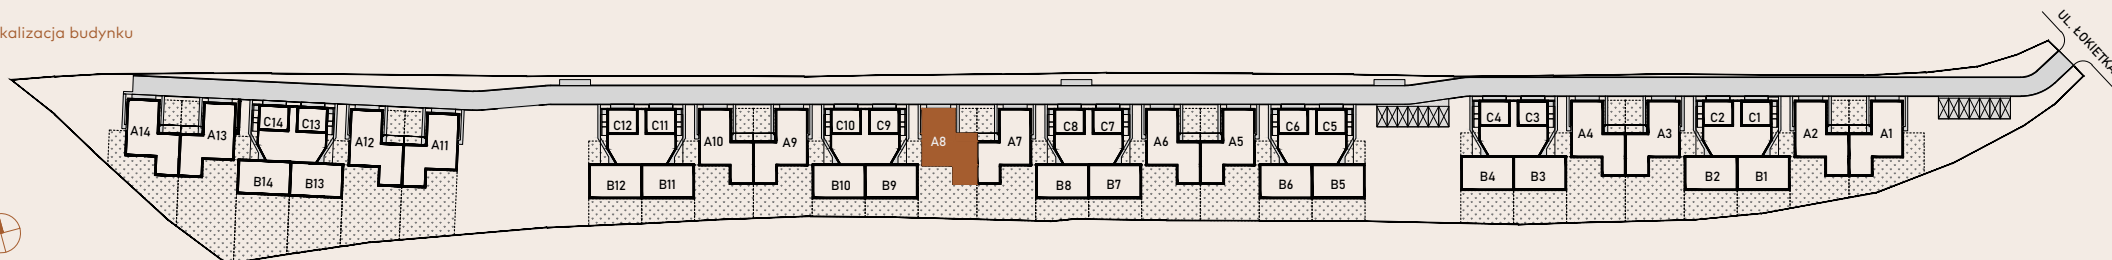 kalizacja budynku
UL. ŁOKIETKA
A14
A13
C14 C13
A12
A11
B14 B13
C12 C11
A10
A9
C10 C9
A8
A7
C8 C7
A6
A5
C6 C5
B12 B11
B10 B9
B8 B7
B6 B5
C4 C3
A4
A3
C2 C1
A2
A1
B4 B3
B2 B1